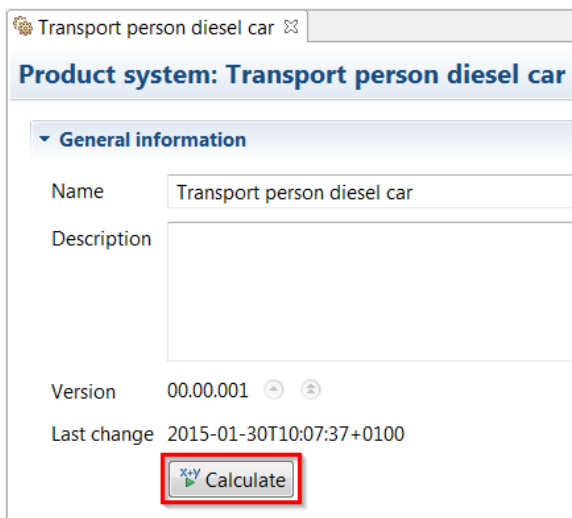 Transport person diesel car
Product system: Transport person diesel car
General information
Name Transport person diesel car
Description
Version 00.00.001
Last change 2015-01-30T10:07:37+0100
x+y Calculate